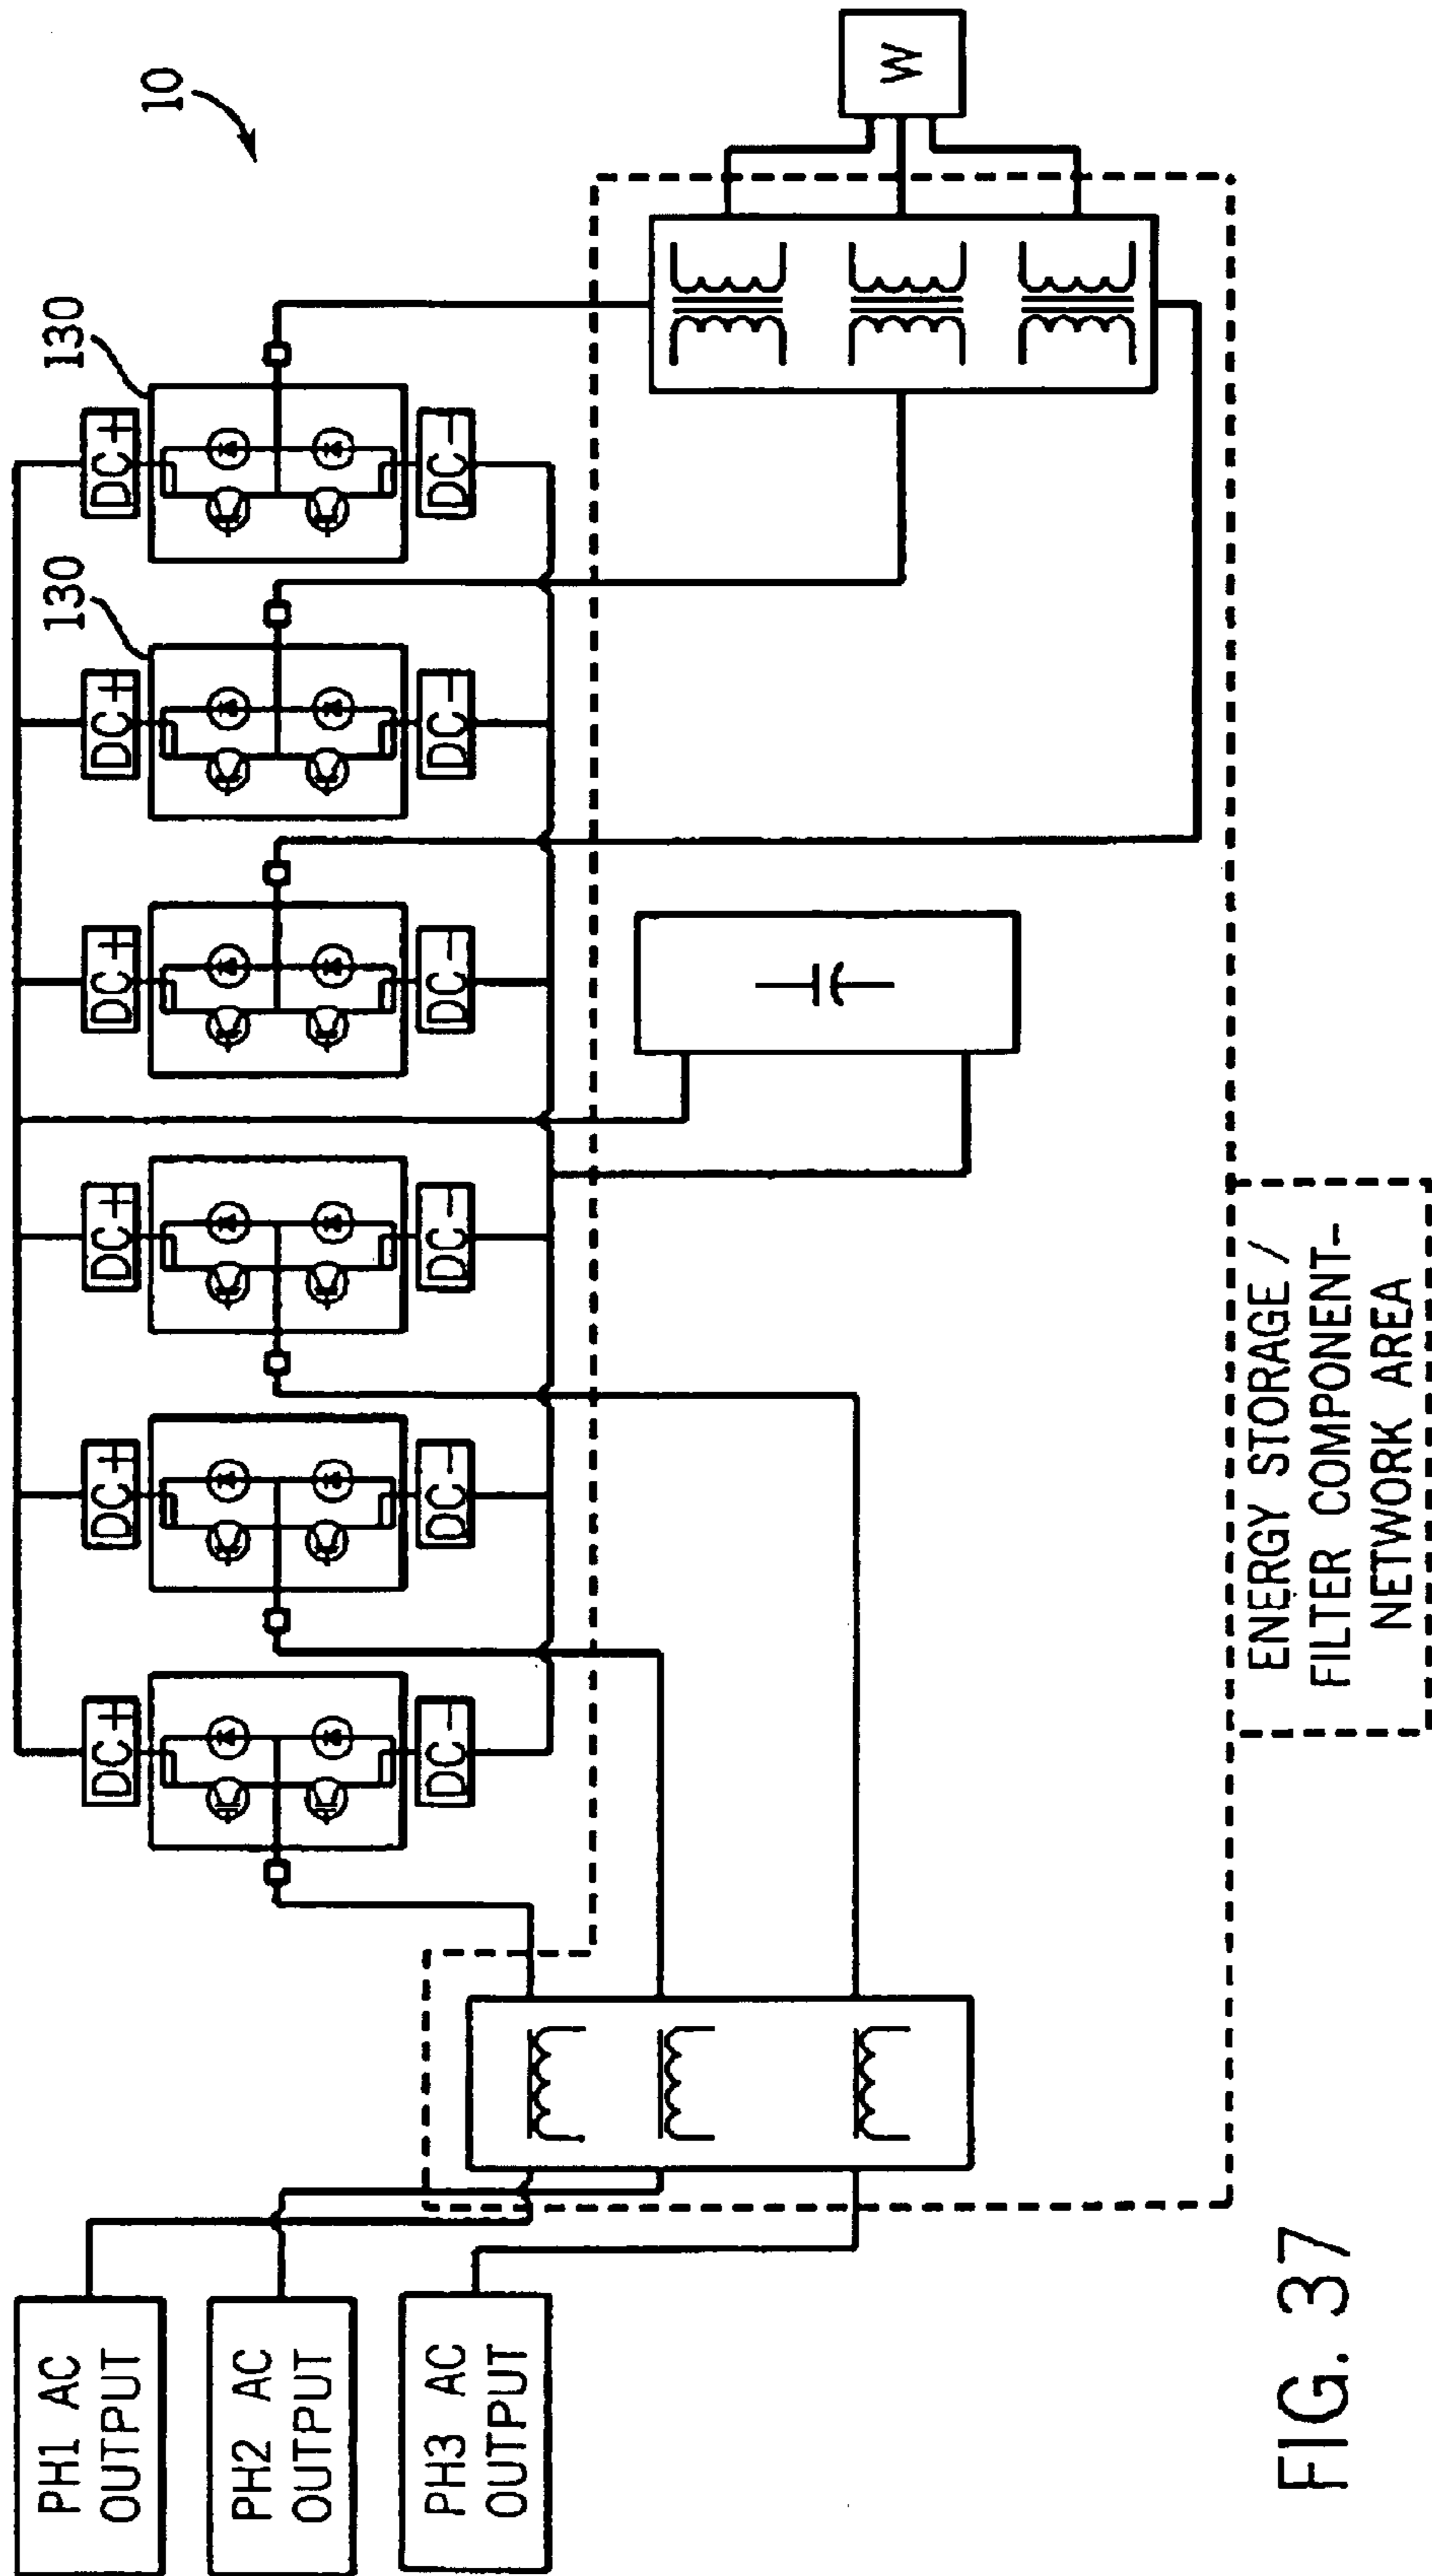 10
130
130
DC+
DC+
DC+
DC+
DC+
DC+
DC-
DC-
DC-
DC-
DC-
DC-
PH1 AC
OUTPUT
PH2 AC
OUTPUT
PH3 AC
OUTPUT
W
ENERGY STORAGE /
FILTER COMPONENT-
NETWORK AREA
FIG. 37